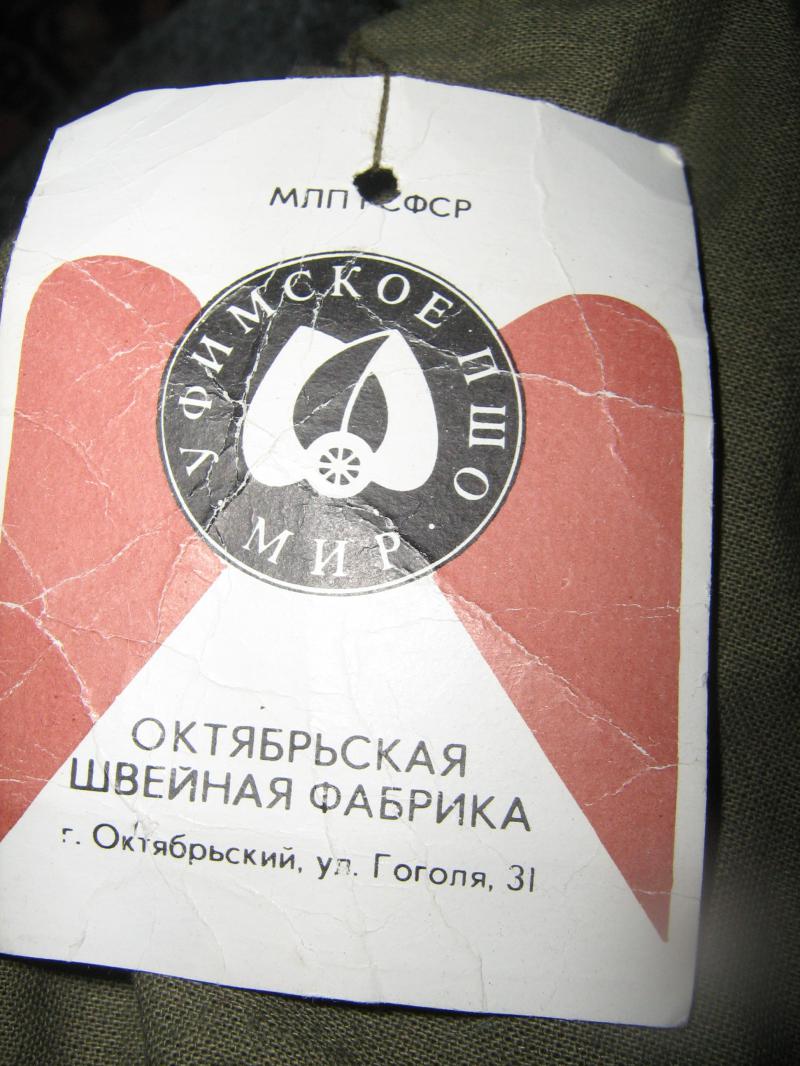 МЛП РСФСР
УФИМСКОЕ ПШО
МИР
ОКТЯБРЬСКАЯ
ШВЕЙНАЯ ФАБРИКА
г. Октябрьский, ул. Гоголя, 31